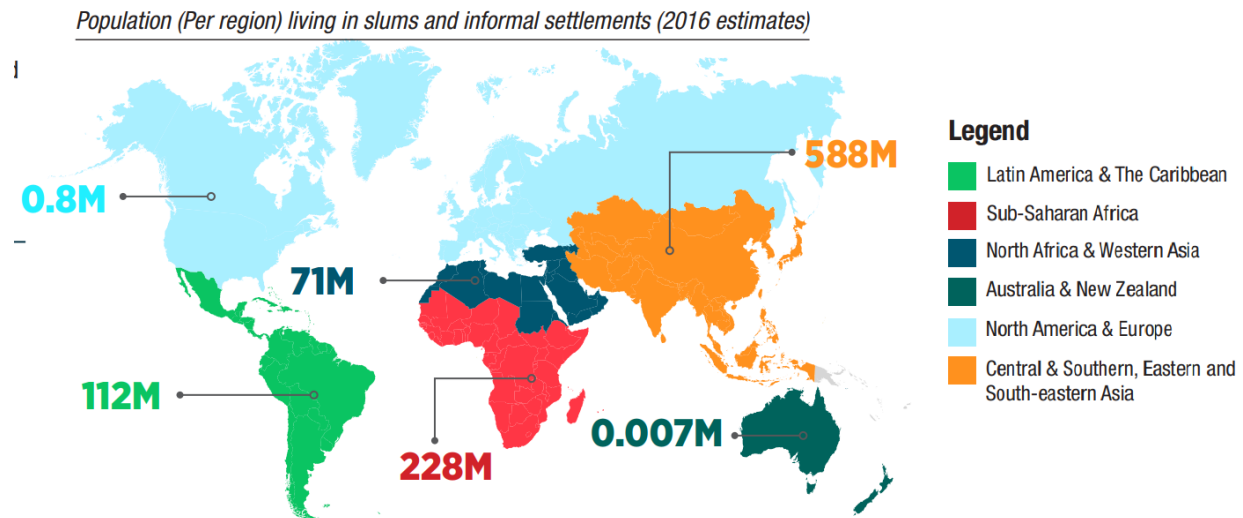 Population (Per region) living in slums and informal settlements (2016 estimates)
588M
0.8M
71M
112M
228M
0.007M
Legend
Latin America & The Caribbean
Sub-Saharan Africa
North Africa & Western Asia
Australia & New Zealand
North America & Europe
Central & Southern, Eastern and
South-eastern Asia